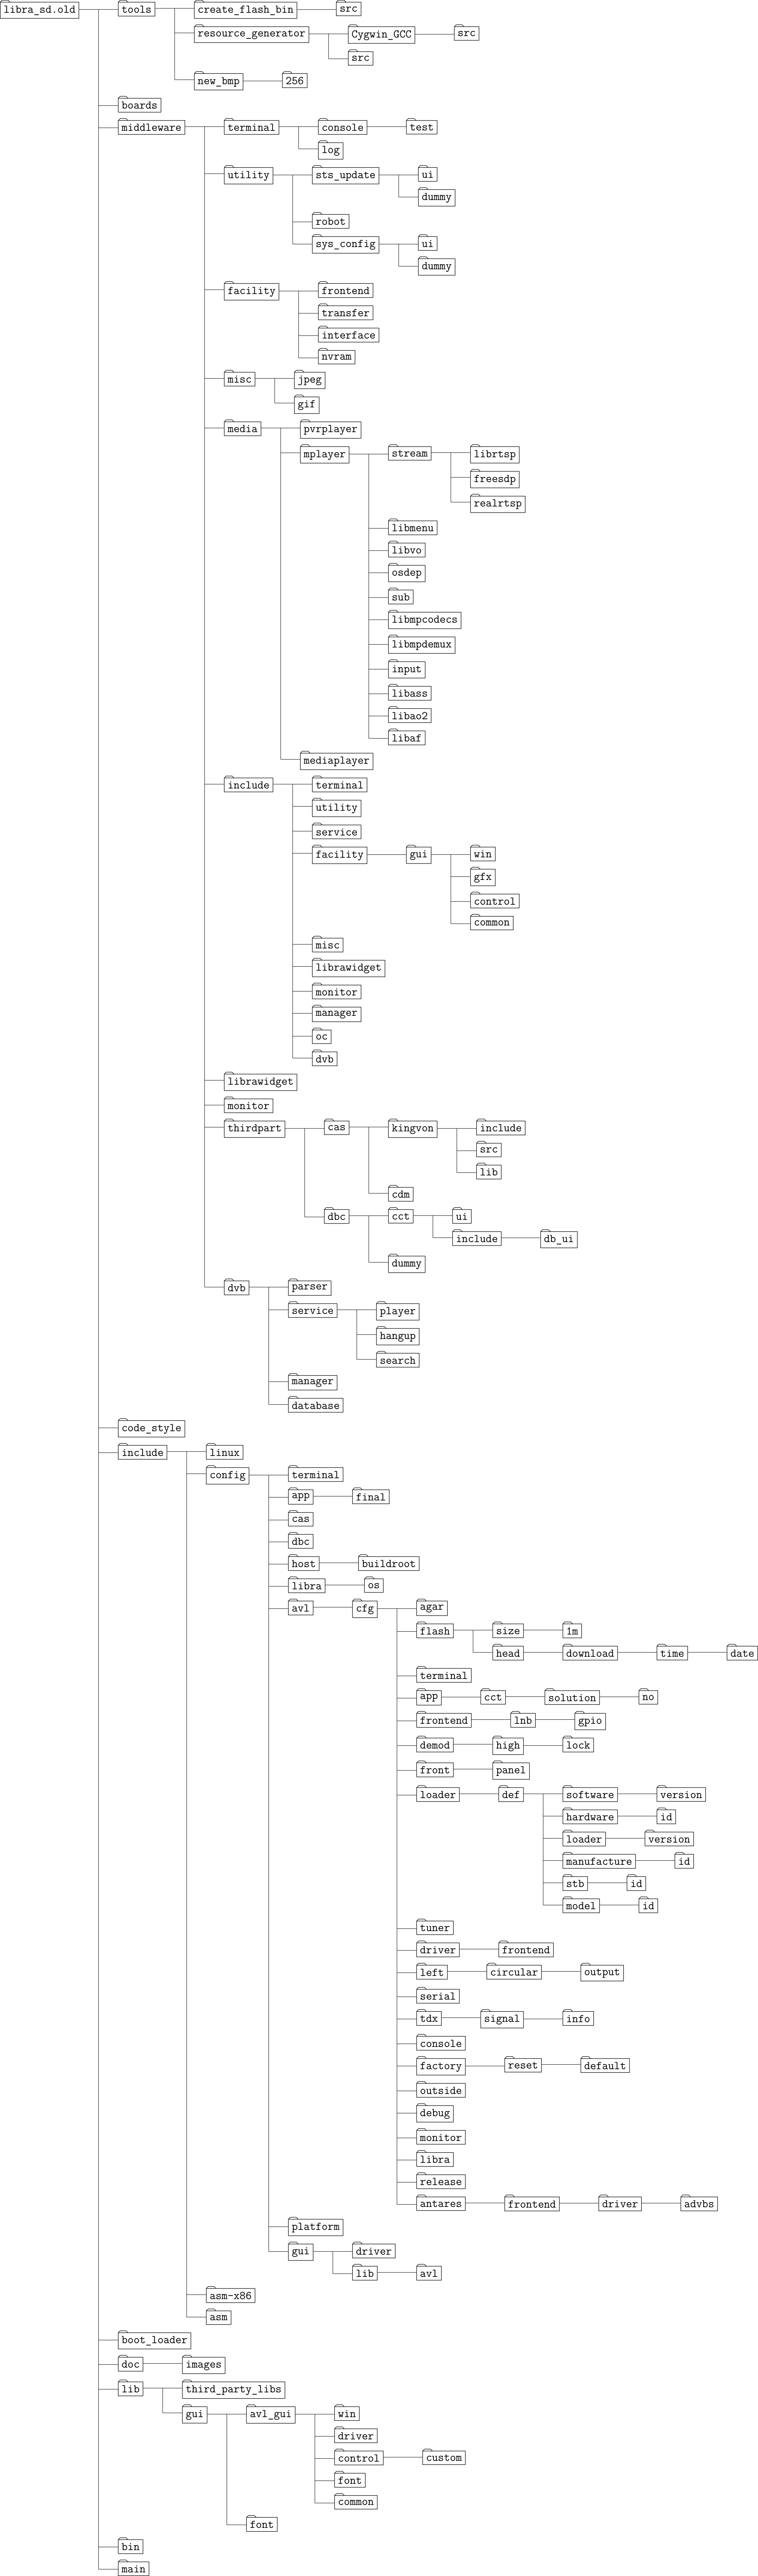 libra_sd.old tools create_flash_bin src
resource_generator Cygwin_GCC src
src
new_bmp 256
boards
middleware terminal console test
log
utility sts_update ui
dummy
robot
sys_config ui
dummy
facility frontend
transfer
interface
nvram
misc jpeg
gif
media pvrplayer
mplayer stream librtsp
freesdp
realrtsp
libmenu
libvo
osdep
sub
libmpcodecs
libmpdemux
input
libass
libao2
libaf
mediaplayer
include terminal
utility
service
facility gui win
gfx
control
common
misc
librawidget
monitor
manager
oc
dvb
librawidget
monitor
thirdpart cas kingvon include
src
lib
cdm
dbc cct ui
include db_ui
dummy
dvb parser
service player
hangup
search
manager
database
code_style
include linux
config terminal
app final
cas
dbc
host buildroot
libra os
avl cfg agar
flash size 1m
head download time date
terminal
app cct solution no
frontend lnb gpio
demod high lock
front panel
loader def software version
hardware id
loader version
manufacture id
stb id
model id
tuner
driver frontend
left circular output
serial
tdx signal info
console
factory reset default
outside
debug
monitor
libra
release
antares frontend driver advbs
platform
gui driver
lib avl
asm-x86
asm
boot_loader
doc images
lib third_party_libs
gui avl_gui win
driver
control custom
font
common
font
bin
main